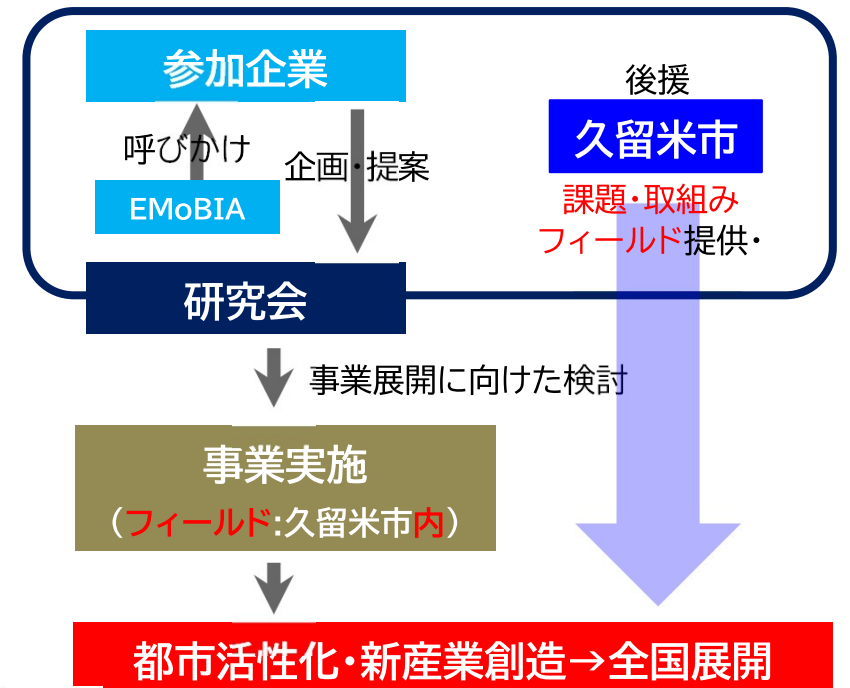 参加企業
呼びかけ
企画・提案
EMoBIA
後援
久留米市
課題・取組み
フィールド提供・
研究会
事業展開に向けた検討
事業実施
（フィールド:久留米市内）
都市活性化・新産業創造→全国展開